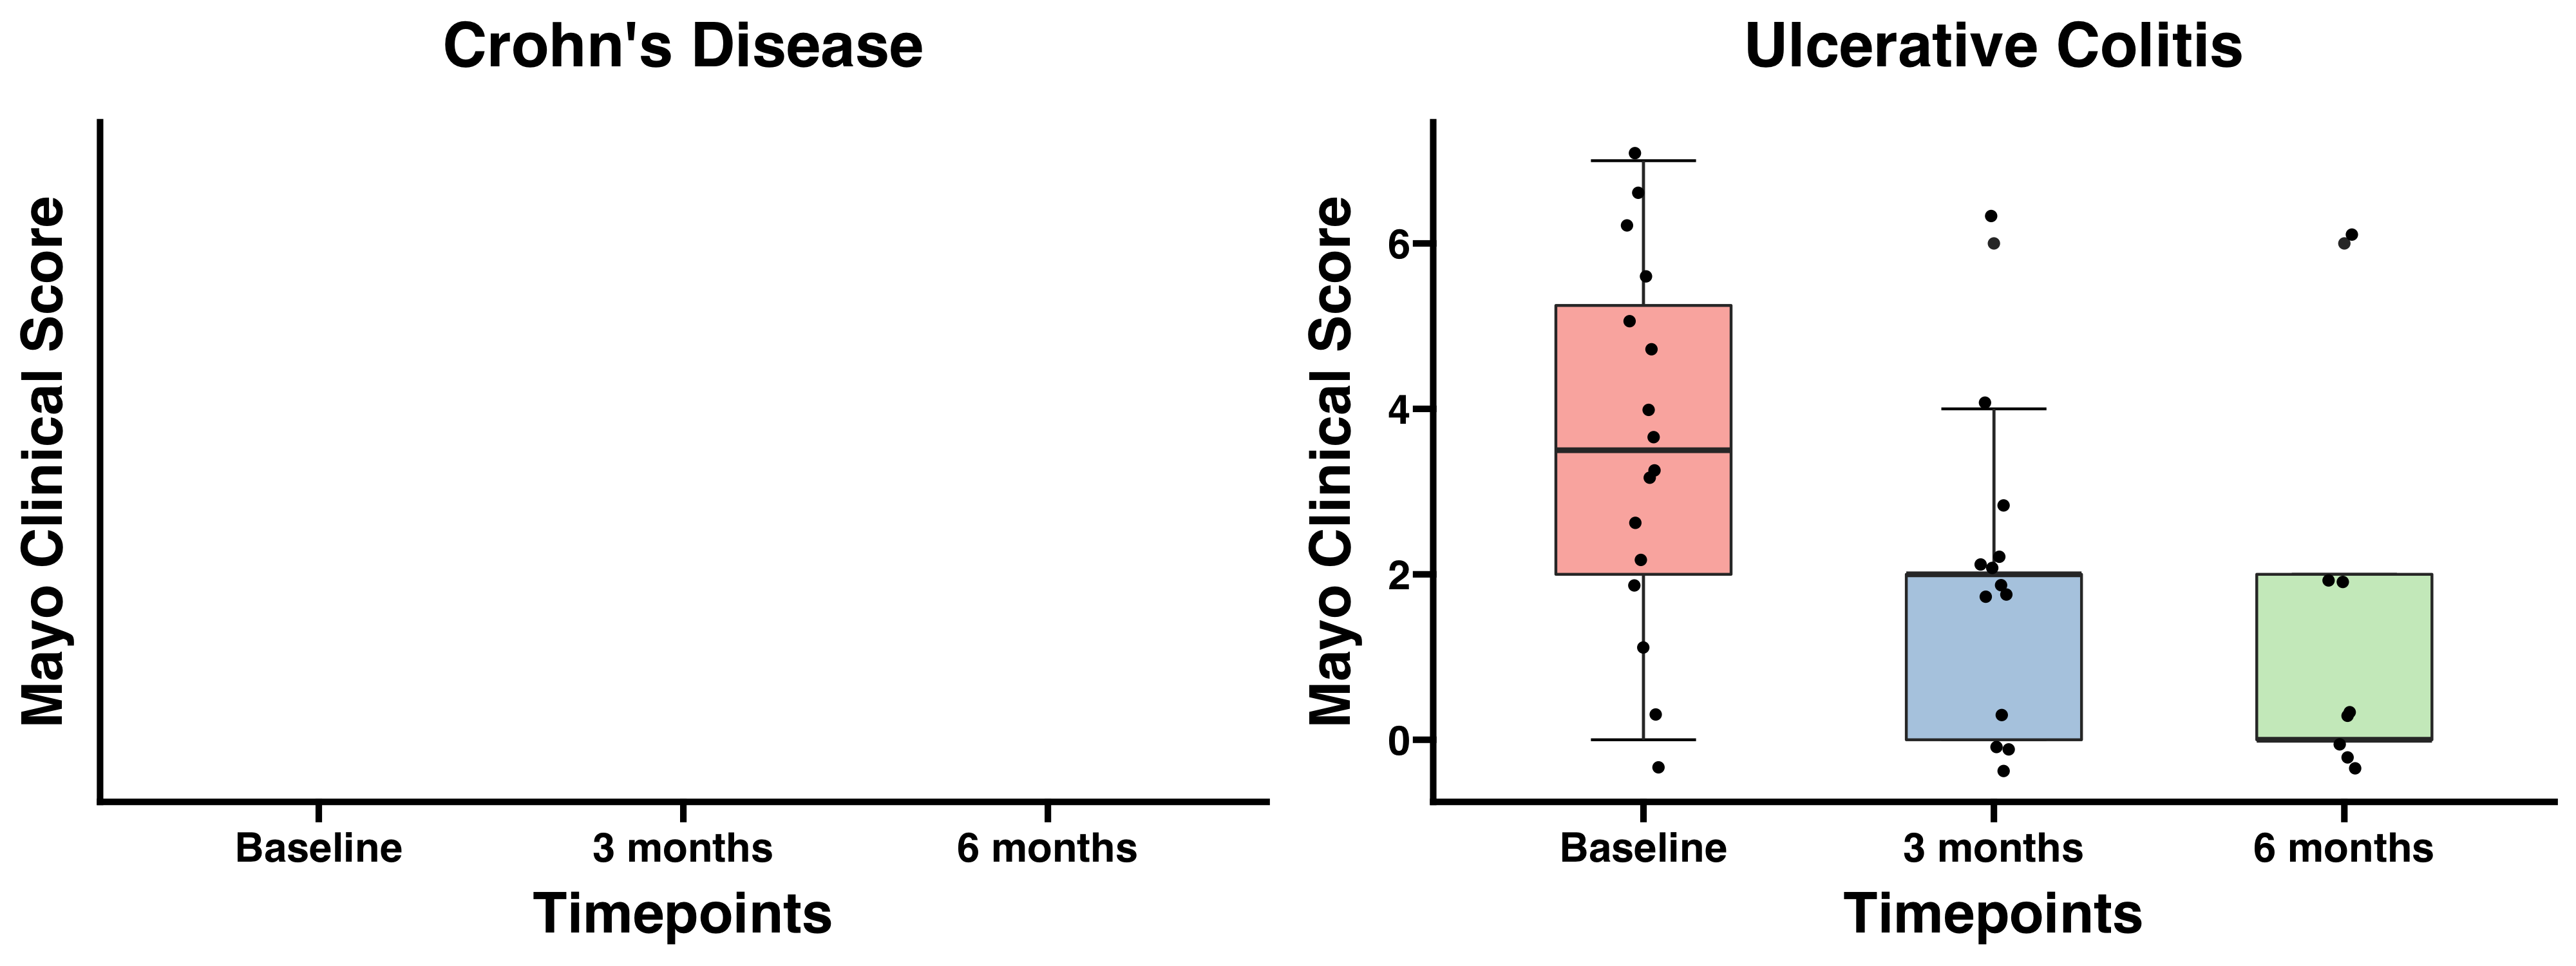 Crohn's Disease
Mayo Clinical Score
Baseline
3 months
6 months
Timepoints
Ulcerative Colitis
Mayo Clinical Score
6
4
2
0
Baseline
3 months
6 months
Timepoints